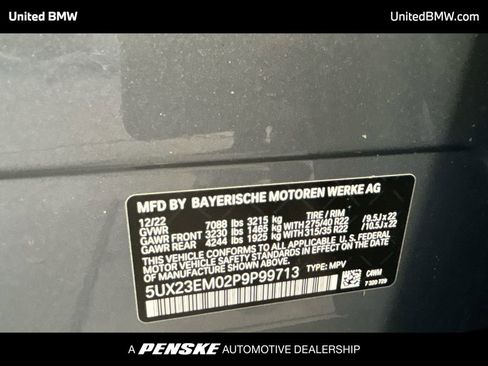 United BMW
UnitedBMW.com
MFD BY BAYERISCHE MOTOREN WERKE AG
12/22
GVWR 7088 lbs 3215 kg TIRE / RIM
GAWR FRONT 3230 lbs 1465 kg WITH 275/40 R22 / 9.5J x 22
GAWR REAR 4244 lbs 1925 kg WITH 315/35 R22 / 10.5J x 22
THIS VEHICLE CONFORMS TO ALL APPLICABLE U.S. FEDERAL
MOTOR VEHICLE SAFETY
STANDARDS IN EFFECT ON THE DATE OF
MANUFACTURE SHOWN ABOVE.
5UX23EM02P9P99713 TYPE: MPV
7 320 729
A PENSKE AUTOMOTIVE DEALERSHIP